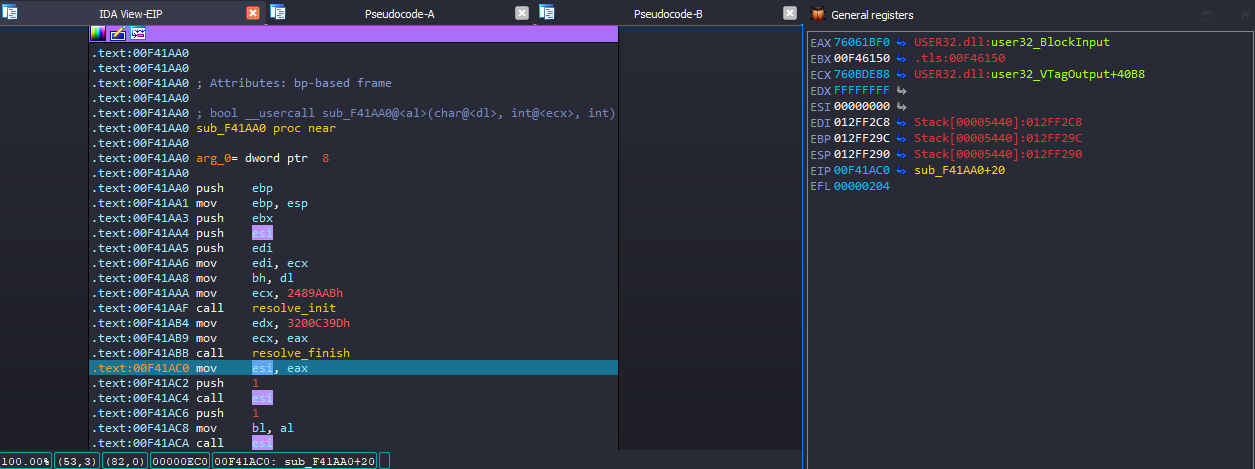 IDA View-EIP Pseudocode-A Pseudocode-B General registers
.text:00F41AA0
.text:00F41AA0
.text:00F41AA0 ; Attributes: bp-based frame
.text:00F41AA0
.text:00F41AA0 ; bool __usercall sub_F41AA0@<al>(char@<dl>, int@<ecx>, int)
.text:00F41AA0 sub_F41AA0 proc near
.text:00F41AA0
.text:00F41AA0 arg_0= dword ptr  8
.text:00F41AA0
.text:00F41AA0 push    ebp
.text:00F41AA1 mov     ebp, esp
.text:00F41AA3 push    ebx
.text:00F41AA4 push    esi
.text:00F41AA5 push    edi
.text:00F41AA6 mov     edi, ecx
.text:00F41AA8 mov     bh, dl
.text:00F41AAA mov     ecx, 2489AABh
.text:00F41AAF call    resolve_init
.text:00F41AB4 mov     edx, 3200C39Dh
.text:00F41AB9 mov     ecx, eax
.text:00F41ABB call    resolve_finish
.text:00F41AC0 mov     esi, eax
.text:00F41AC2 push    1
.text:00F41AC4 call    esi
.text:00F41AC6 push    1
.text:00F41AC8 mov     bl, al
.text:00F41ACA call    esi
100.00% (53,3) (82,0) 00000EC0 00F41AC0: sub_F41AA0+20
EAX 76061BF0 USER32.dll:user32_BlockInput
EBX 00F46150 .tls:00F46150
ECX 760BDE88 USER32.dll:user32_VTagOutput+40B8
EDX FFFFFFFF
ESI 00000000
EDI 012FF2C8 Stack[00005440]:012FF2C8
EBP 012FF29C Stack[00005440]:012FF29C
ESP 012FF290 Stack[00005440]:012FF290
EIP 00F41AC0 sub_F41AA0+20
EFL 00000204